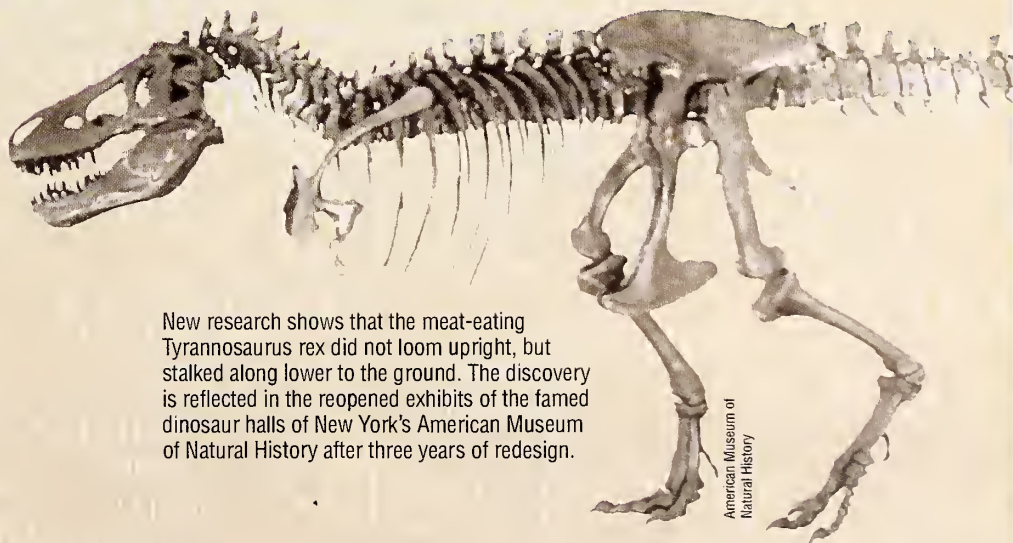 New research shows that the meat-eating
Tyrannosaurus rex did not loom upright, but
stalked along lower to the ground. The discovery
is reflected in the reopened exhibits of the famed
dinosaur halls of New York's American Museum
of Natural History after three years of redesign.
American Museum of
Natural History